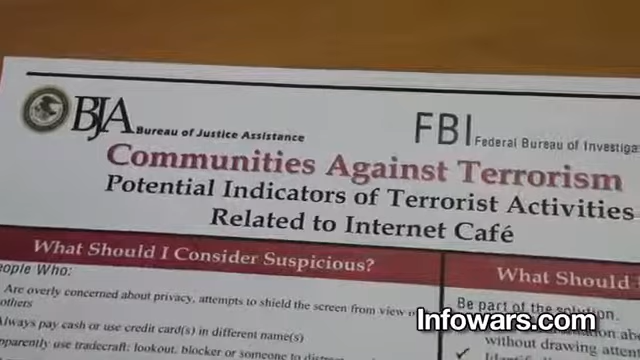 BJA Bureau of Justice Assistance
FBI Federal Bureau of Investiga
Communities Against Terrorism
Potential Indicators of Terrorist Activities
Related to Internet Café
What Should I Consider Suspicious?
eople Who:
Are overly concerned about privacy, attempts to shield the screen from view o
others
Always pay cash or use credit card(s) in different name(s)
pparently use tradecraft: lookout, blocker or someone to
What Should
Be part of the solution.
without drawing atten
Infowars.com